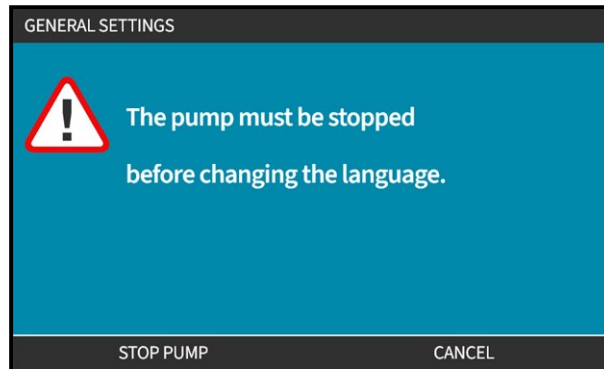 GENERAL SETTINGS
!
The pump must be stopped
before changing the language.
STOP PUMP
CANCEL